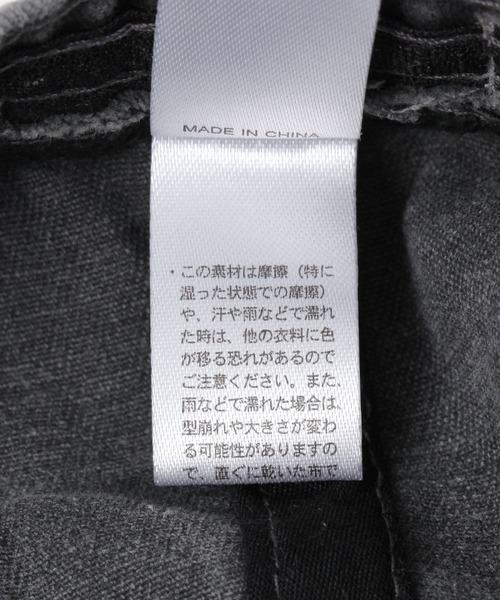 MADE IN CHINA
・この素材は摩擦（特に
湿った状態での摩擦）
や、汗や雨などで濡れ
た時は、他の衣料に色
が移る恐れがあるので
ご注意ください。また、
雨などで濡れた場合は、
型崩れや大きさが変わ
る可能性がありますの
で、直ぐに乾いた布で